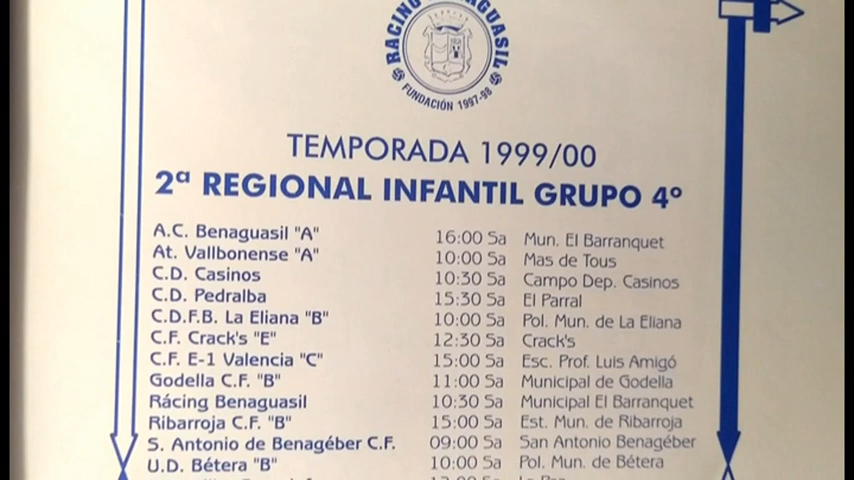 RACING BENAGUASIL
FUNDACIÓN 1997-98
TEMPORADA 1999/00
2ª REGIONAL INFANTIL GRUPO 4º
A.C. Benaguasil "A" 16:00 Sa Mun. El Barranquet
At. Vallbonense "A" 10:00 Sa Mas de Tous
C.D. Casinos 10:30 Sa Campo Dep. Casinos
C.D. Pedralba 15:30 Sa El Parral
C.D.F.B. La Eliana "B" 10:00 Sa Pol. Mun. de La Eliana
C.F. Crack's "E" 12:30 Sa Crack's
C.F. E-1 Valencia "C" 15:00 Sa Esc. Prof. Luis Amigó
Godella C.F. "B" 11:00 Sa Municipal de Godella
Rácing Benaguasil 10:30 Sa Municipal El Barranquet
Ribarroja C.F. "B" 15:00 Sa Est. Mun. de Ribarroja
S. Antonio de Benagéber C.F. 09:00 Sa San Antonio Benagéber
U.D. Bétera "B" 10:00 Sa Pol. Mun. de Bétera